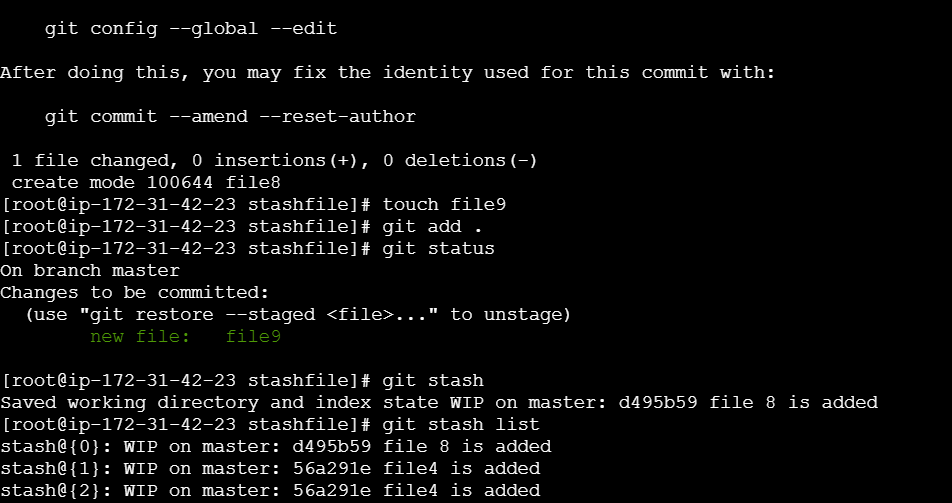 git config --global --edit
After doing this, you may fix the identity used for this commit with:
git commit --amend --reset-author
1 file changed, 0 insertions(+), 0 deletions(-)
create mode 100644 file8
[root@ip-172-31-42-23 stashfile]# touch file9
[root@ip-172-31-42-23 stashfile]# git add .
[root@ip-172-31-42-23 stashfile]# git status
On branch master
Changes to be committed:
(use "git restore --staged <file>..." to unstage)
new file:   file9
[root@ip-172-31-42-23 stashfile]# git stash
Saved working directory and index state WIP on master: d495b59 file 8 is added
[root@ip-172-31-42-23 stashfile]# git stash list
stash@{0}: WIP on master: d495b59 file 8 is added
stash@{1}: WIP on master: 56a291e file4 is added
stash@{2}: WIP on master: 56a291e file4 is added